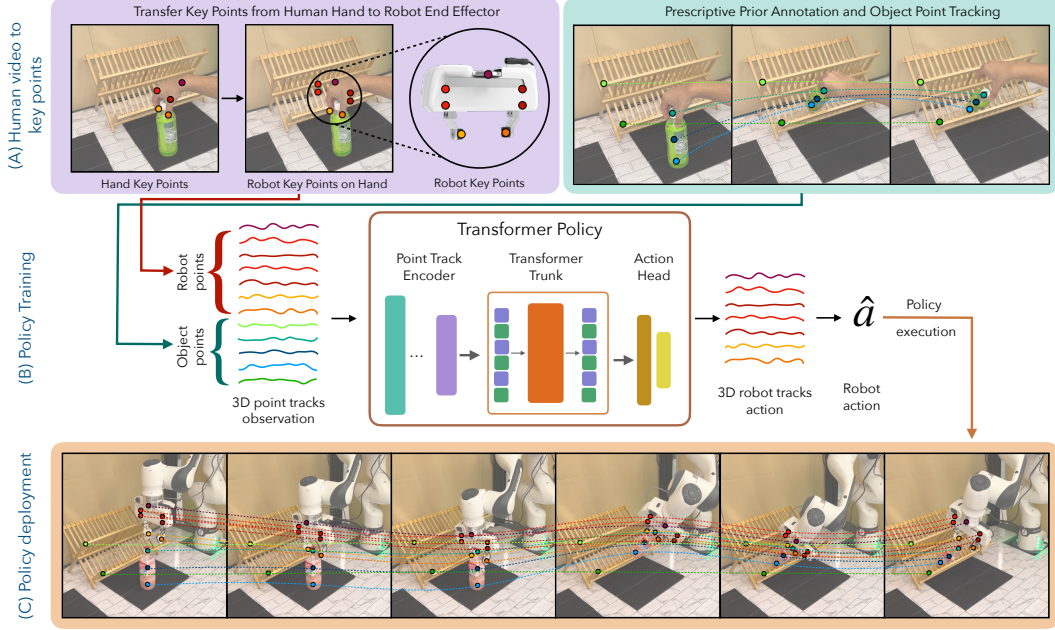 (A) Human video to
key points
Transfer Key Points from Human Hand to Robot End Effector
Hand Key Points
Robot Key Points on Hand
Robot Key Points
Prescriptive Prior Annotation and Object Point Tracking
(B) Policy Training
Robot
points
Object
points
3D point tracks
observation
Transformer Policy
Point Track
Encoder
...
Transformer
Trunk
Action
Head
3D robot tracks
action
â
Robot
action
Policy
execution
(C) Policy deployment